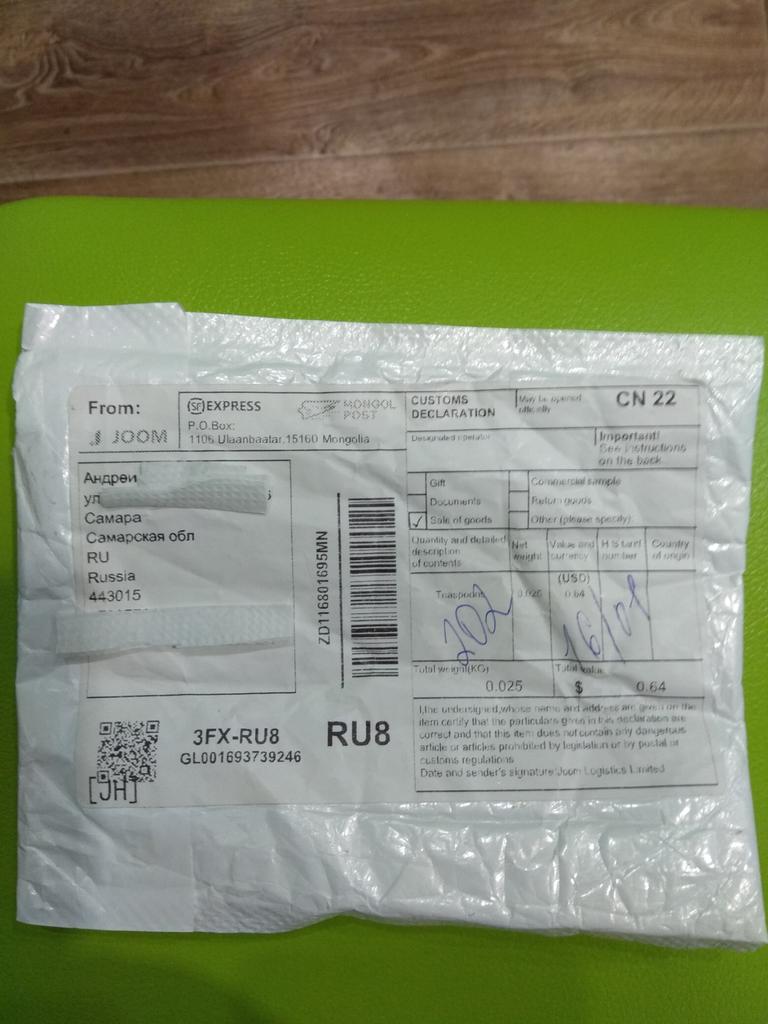 From:
JOOM
SF EXPRESS
MONGOL
POST
P.O.Box:
1106 Ulaanbaatar,15160 Mongolia
Андрей
ул
Самара
Самарская обл
RU
Russia
443015
ZD116801695MN
3FX-RU8
GL001693739246
RU8
[JH]
CUSTOMS
DECLARATION
May be opened
officially
CN 22
Designated operator
Important!
See instructions
on the back
Gift
Commercial sample
Documents
Return goods
✓ Sale of goods
Other (please specify)
Quantity and detailed
description
of contents
Net
weight
Value and
currency
H S tariff
number
Country
of origin
(USD)
Teaspoons
0.025
0.64
202
16/01
Total weight(KG)
Total value
0.025
$ 0.64
I,the undersigned,whose name and address are given on the
item certify that the particulars given in this declaration are
correct and that this item does not contain any dangerous
article or articles prohibited by legislation or by postal or
customs regulations
Date and sender's signature:Joom Logistics Limited